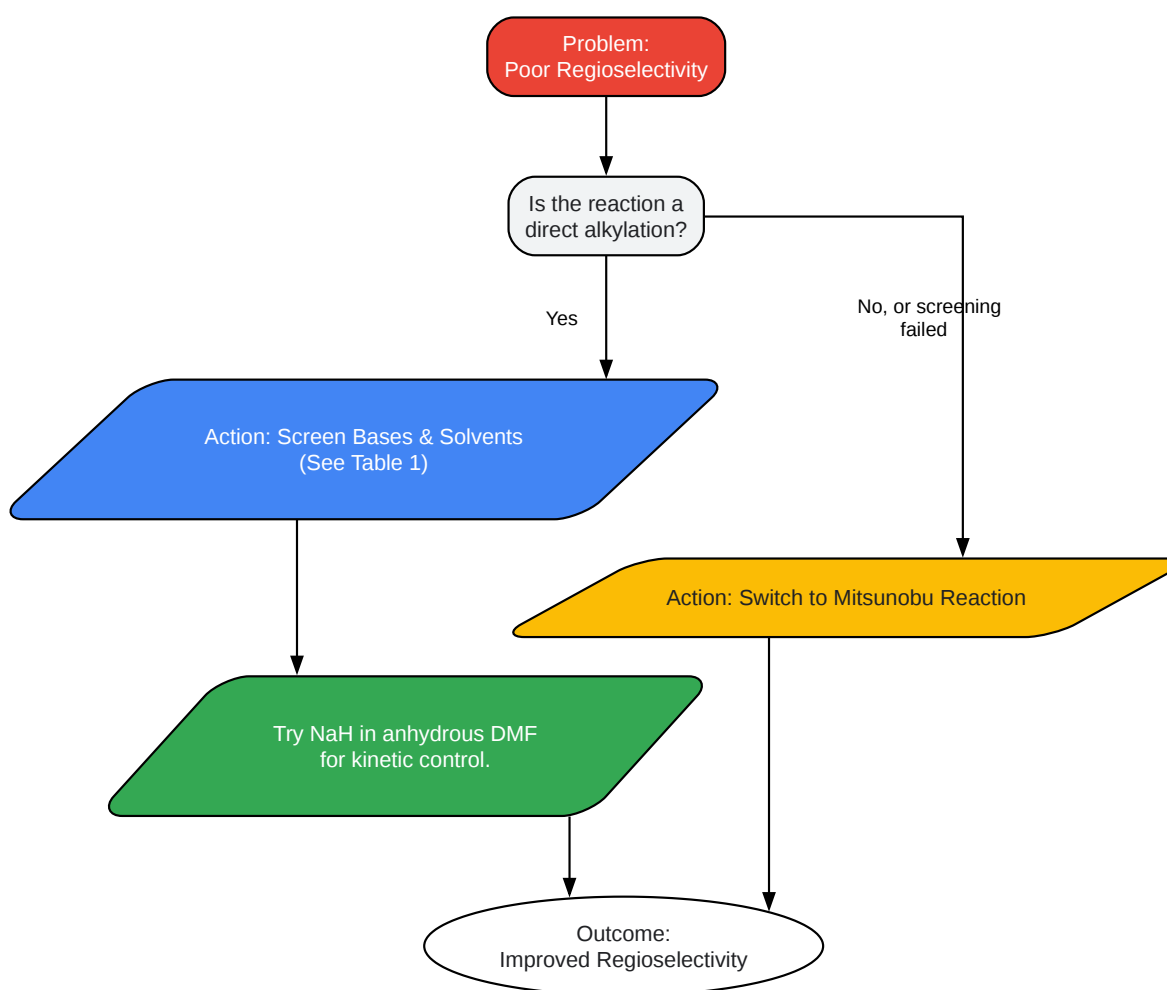 Problem:
Poor Regioselectivity
Is the reaction a
direct alkylation?
Yes
No, or screening
failed
Action: Screen Bases & Solvents
(See Table 1)
Action: Switch to Mitsunobu Reaction
Try NaH in anhydrous DMF
for kinetic control.
Outcome:
Improved Regioselectivity